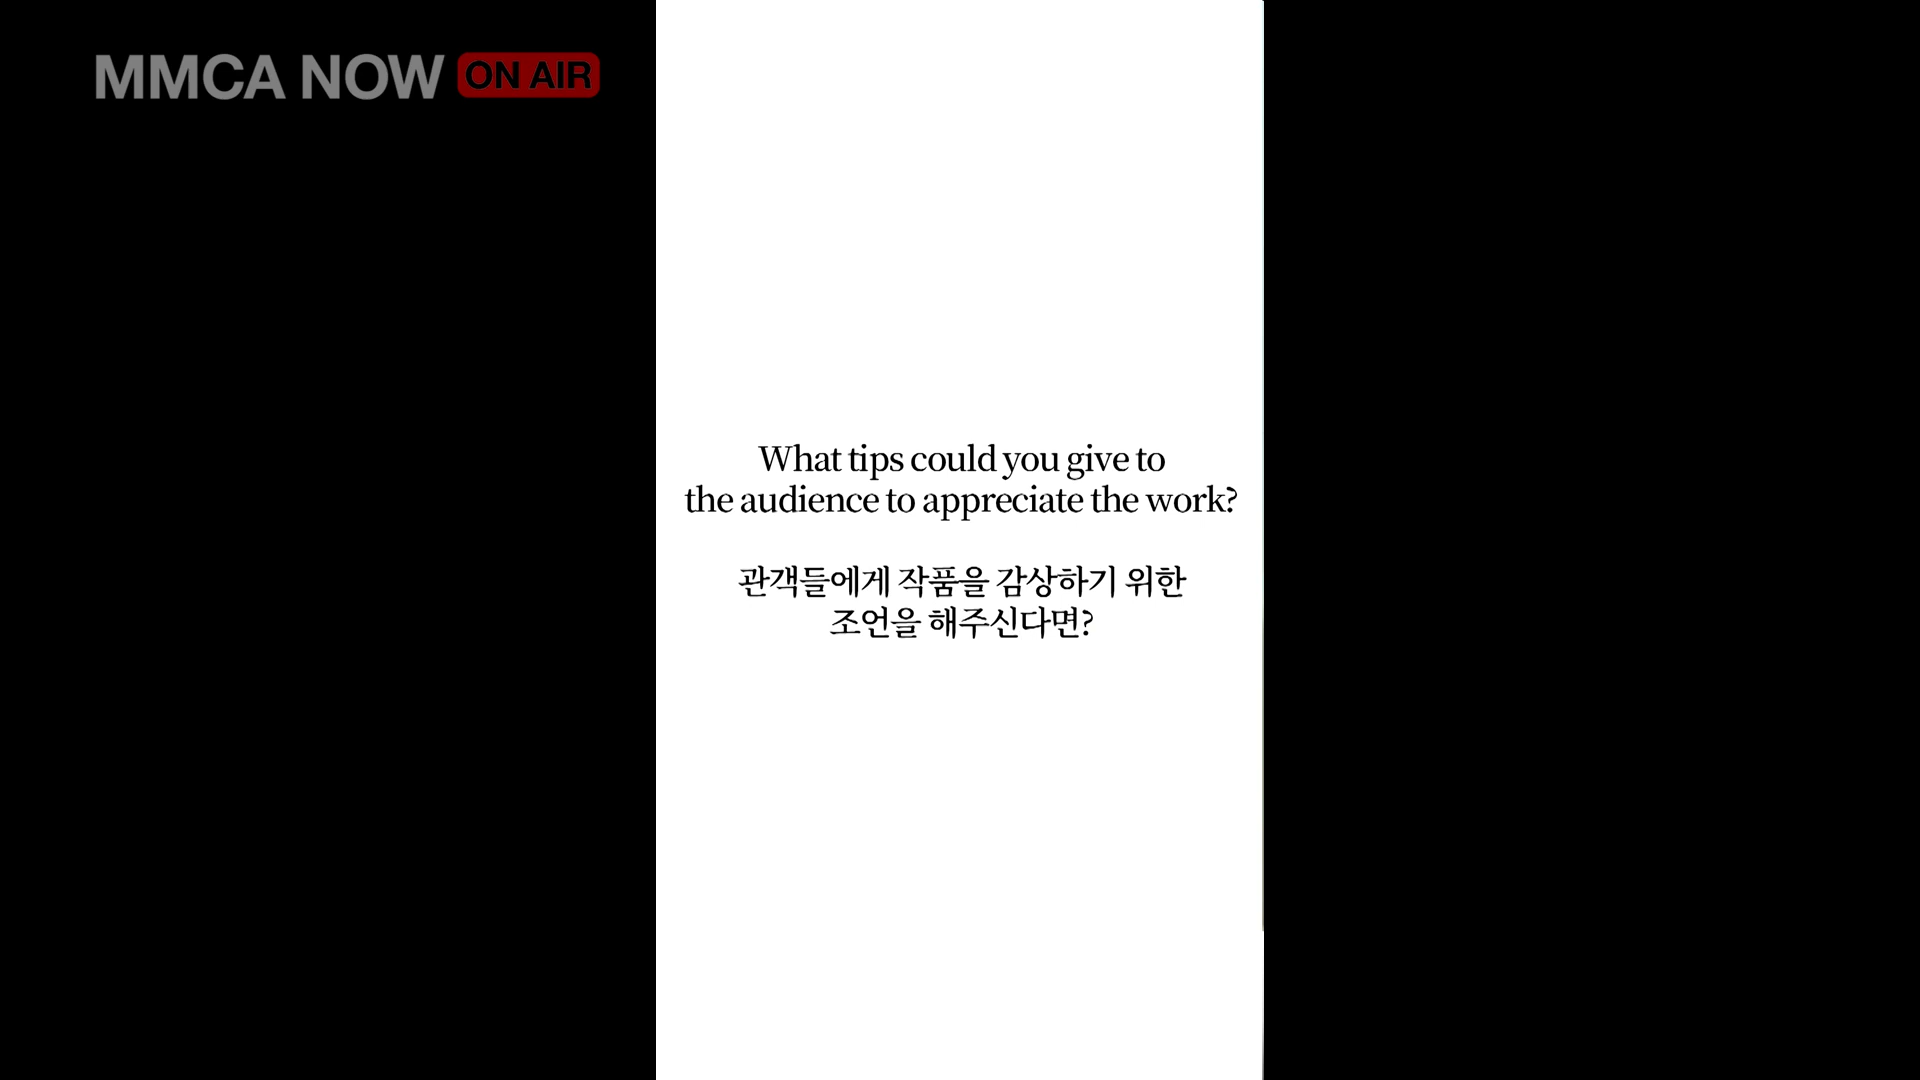 MMCA NOW ON AIR
What tips could you give to
the audience to appreciate the work?
관객들에게 작품을 감상하기 위한
조언을 해주신다면?